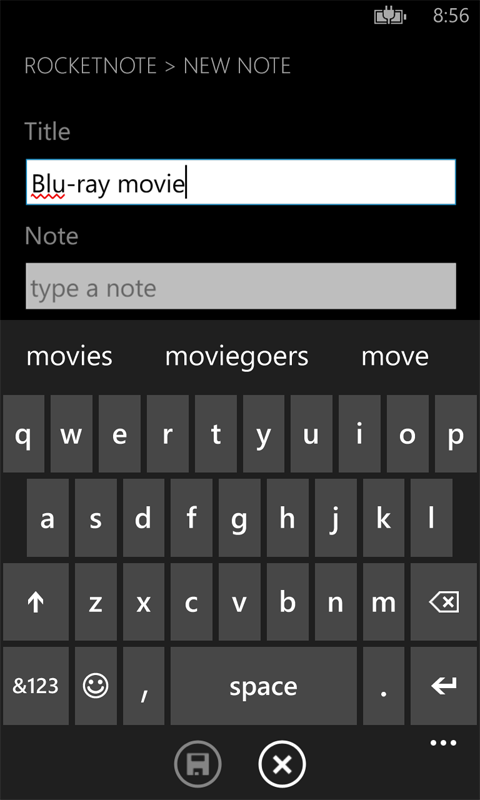 8:56
ROCKETNOTE > NEW NOTE
Title
Blu-ray movie
Note
type a note
movies moviegoers move
q w e r t y u i o p
a s d f g h j k l
z x c v b n m
&123 , space .